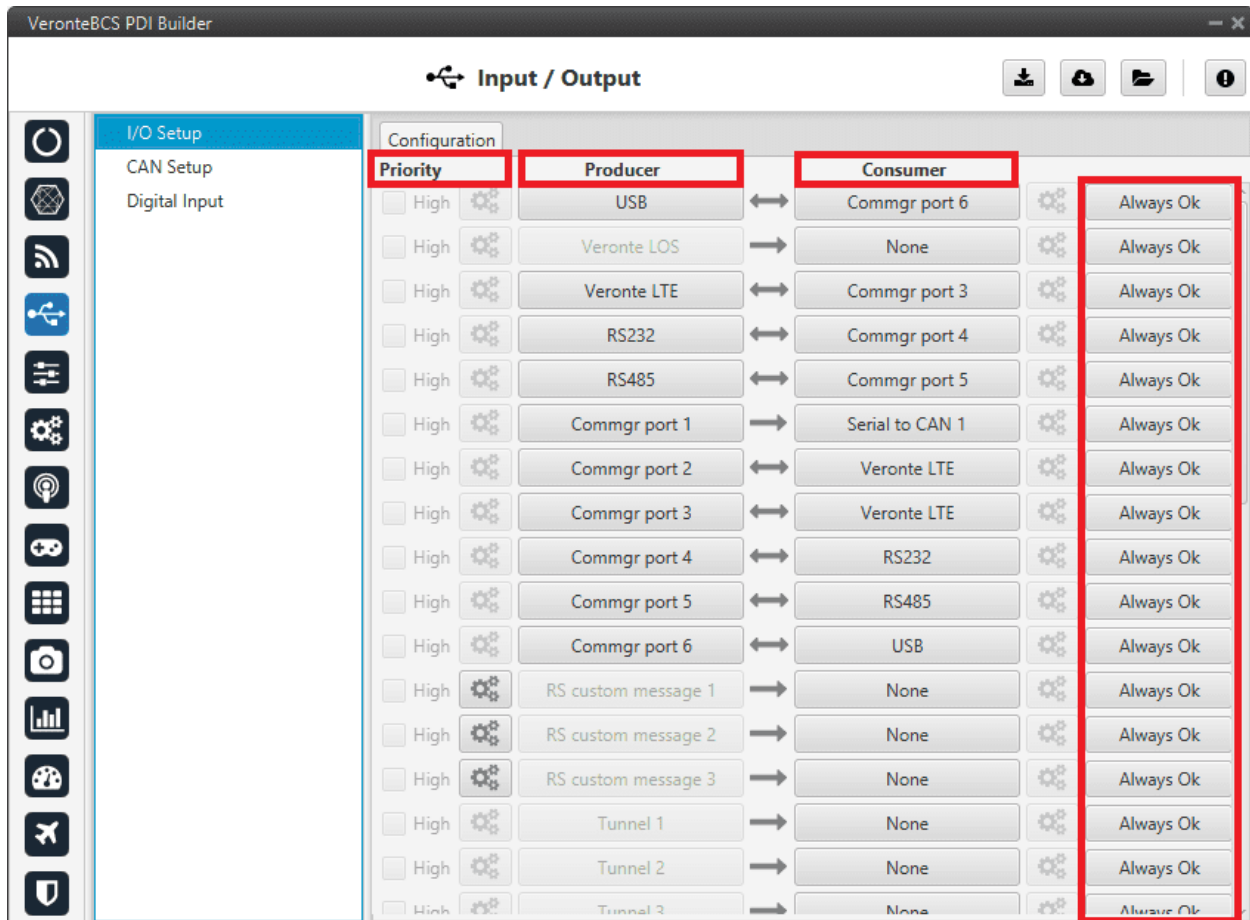 VeronteBCS PDI Builder
Input / Output
I/O Setup
CAN Setup
Digital Input
Configuration
Priority Producer Consumer
High USB Commgr port 6 Always Ok
High Veronte LOS None Always Ok
High Veronte LTE Commgr port 3 Always Ok
High RS232 Commgr port 4 Always Ok
High RS485 Commgr port 5 Always Ok
High Commgr port 1 Serial to CAN 1 Always Ok
High Commgr port 2 Veronte LTE Always Ok
High Commgr port 3 Veronte LTE Always Ok
High Commgr port 4 RS232 Always Ok
High Commgr port 5 RS485 Always Ok
High Commgr port 6 USB Always Ok
High RS custom message 1 None Always Ok
High RS custom message 2 None Always Ok
High RS custom message 3 None Always Ok
High Tunnel 1 None Always Ok
High Tunnel 2 None Always Ok
High Tunnel 3 None Always Ok